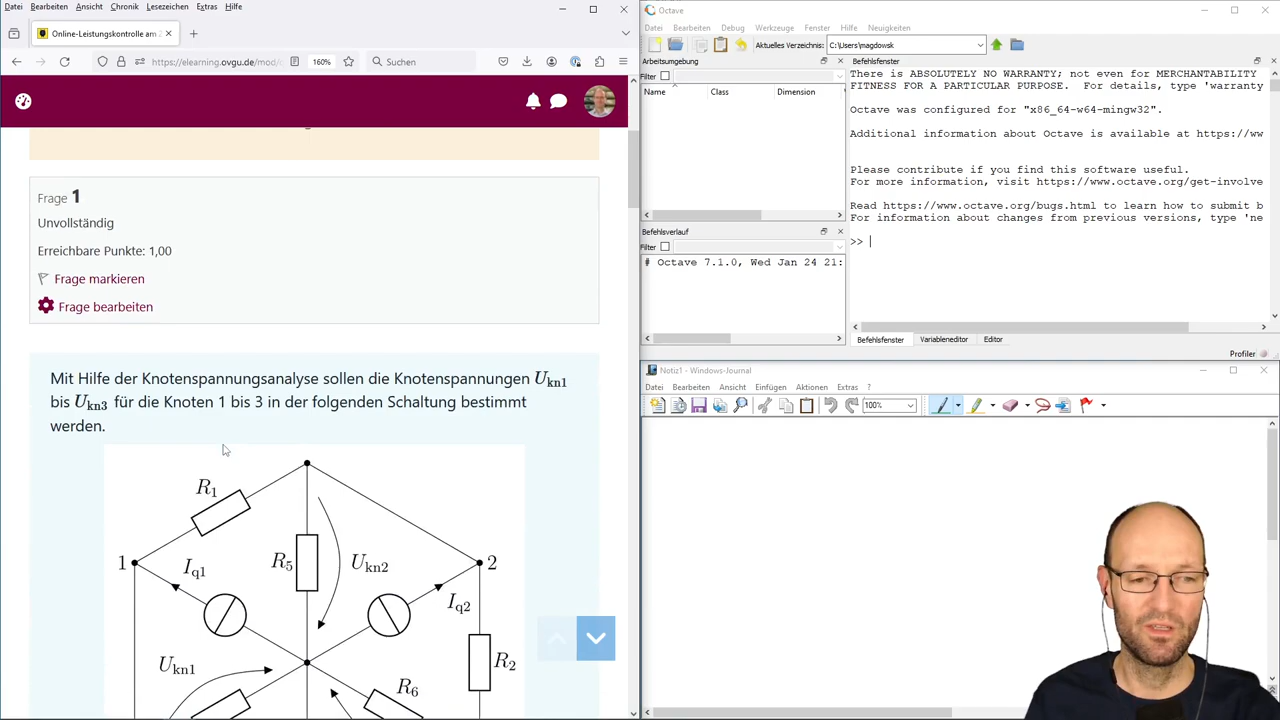 Datei Bearbeiten Ansicht Chronik Lesezeichen Extras Hilfe
Online-Leistungskontrolle am Z
https://elearning.ovgu.de/mod/
160%
Suchen
Frage 1
Unvollständig
Erreichbare Punkte: 1,00
Frage markieren
Frage bearbeiten
Mit Hilfe der Knotenspannungsanalyse sollen die Knotenspannungen Ukn1
bis Ukn3 für die Knoten 1 bis 3 in der folgenden Schaltung bestimmt
werden.
R1
1
Iq1
R5
Ukn2
2
Iq2
Ukn1
R6
R2
Octave
Datei Bearbeiten Debug Werkzeuge Fenster Hilfe Neuigkeiten
Aktuelles Verzeichnis: C:\Users\magdowsk
Arbeitsumgebung
Filter
Name Class Dimension
Befehlsverlauf
Filter
# Octave 7.1.0, Wed Jan 24 21:
Befehlsfenster
There is ABSOLUTELY NO WARRANTY; not even for MERCHANTABILITY
FITNESS FOR A PARTICULAR PURPOSE. For details, type 'warranty
Octave was configured for "x86_64-w64-mingw32".
Additional information about Octave is available at https://ww
Please contribute if you find this software useful.
For more information, visit https://www.octave.org/get-involve
Read https://www.octave.org/bugs.html to learn how to submit b
For information about changes from previous versions, type 'ne
>>
Befehlsfenster Variableneditor Editor
Profiler
Notiz1 - Windows-Journal
Datei Bearbeiten Ansicht Einfügen Aktionen Extras ?
100%